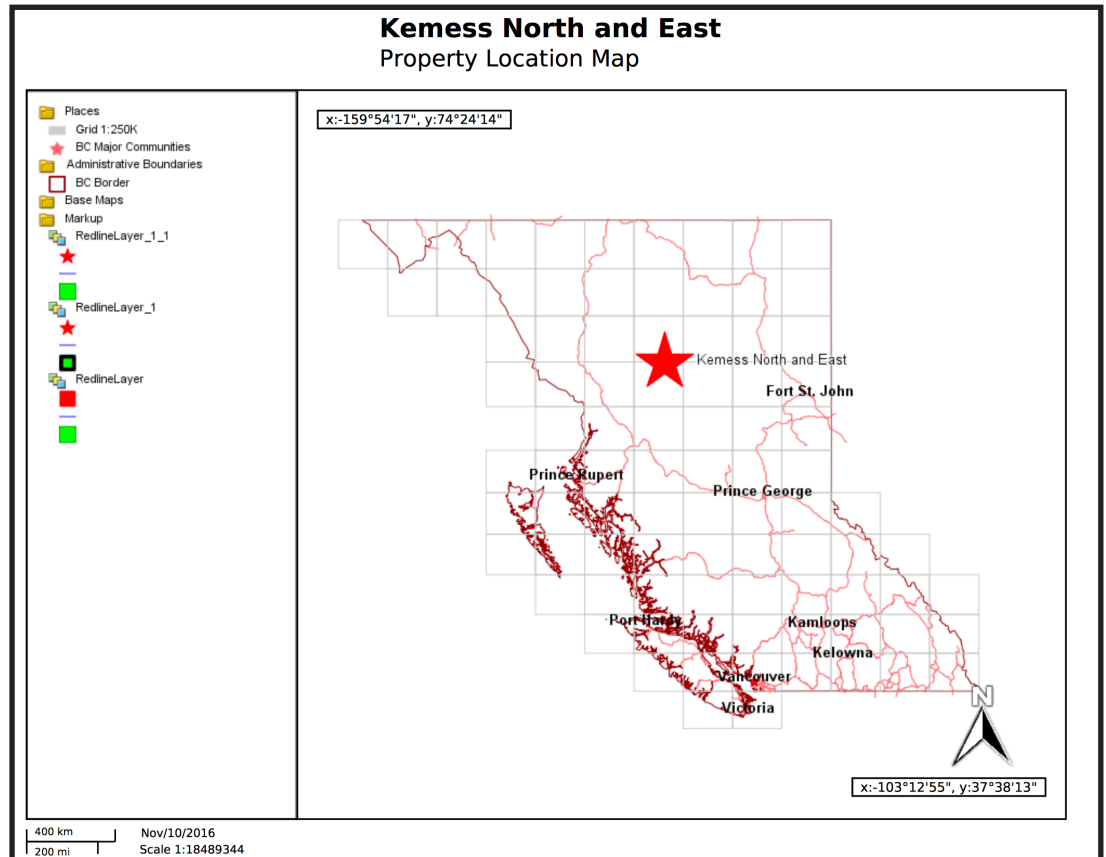 Kemess North and East
Property Location Map
Places
Grid 1:250K
BC Major Communities
Administrative Boundaries
BC Border
Base Maps
Markup
RedlineLayer_1_1
RedlineLayer_1
RedlineLayer
x:-159°54'17", y:74°24'14"
Kemess North and East
Fort St. John
Prince Rupert
Prince George
Port Hardy
Kamloops
Kelowna
Vancouver
Victoria
N
x:-103°12'55", y:37°38'13"
400 km
200 mi
Nov/10/2016
Scale 1:18489344